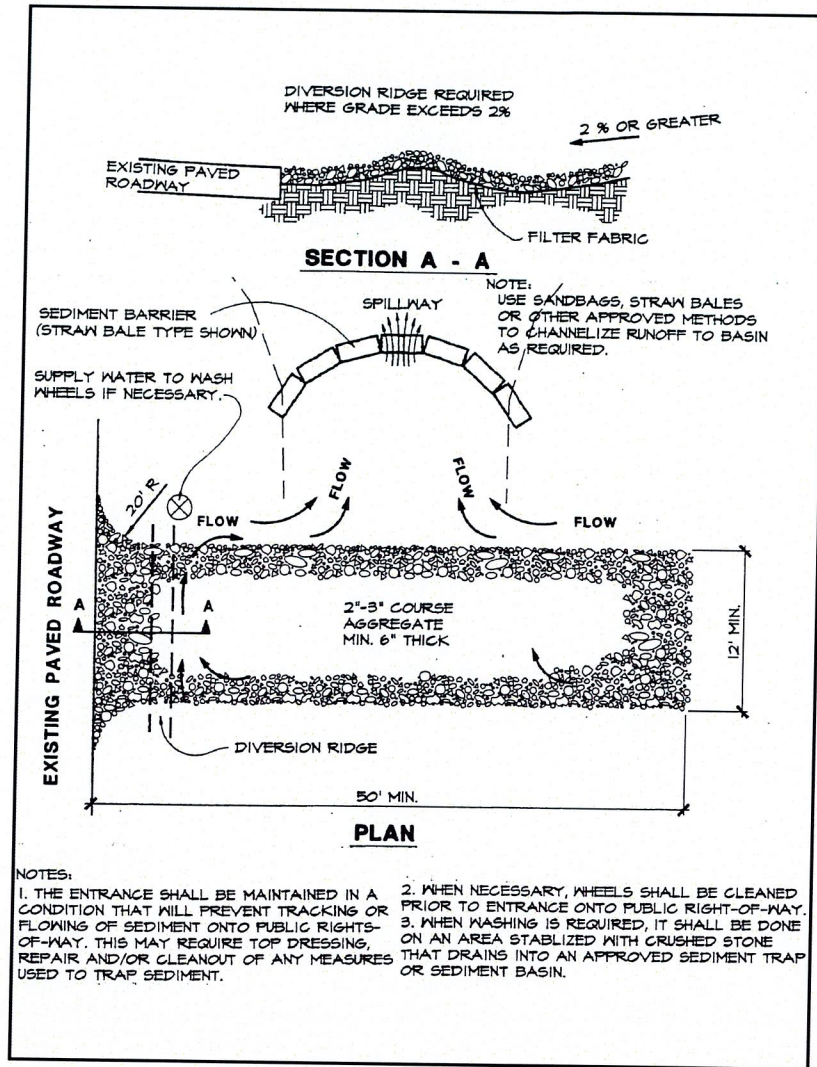 DIVERSION RIDGE REQUIRED
WHERE GRADE EXCEEDS 2%
2 % OR GREATER
EXISTING PAVED
ROADWAY
FILTER FABRIC
SECTION A - A
NOTE:
USE SANDBAGS, STRAW BALES
OR OTHER APPROVED METHODS
TO CHANNELIZE RUNOFF TO BASIN
AS REQUIRED.
SPILLWAY
SEDIMENT BARRIER
(STRAW BALE TYPE SHOWN)
SUPPLY WATER TO WASH
WHEELS IF NECESSARY.
20' R
FLOW
FLOW
FLOW
FLOW
EXISTING PAVED ROADWAY
A
A
2"-3" COURSE
AGGREGATE
MIN. 6" THICK
12' MIN.
DIVERSION RIDGE
50' MIN.
PLAN
NOTES:
1. THE ENTRANCE SHALL BE MAINTAINED IN A
CONDITION THAT WILL PREVENT TRACKING OR
FLOWING OF SEDIMENT ONTO PUBLIC RIGHTS-
OF-WAY. THIS MAY REQUIRE TOP DRESSING,
REPAIR AND/OR CLEANOUT OF ANY MEASURES
USED TO TRAP SEDIMENT.
2. WHEN NECESSARY, WHEELS SHALL BE CLEANED
PRIOR TO ENTRANCE ONTO PUBLIC RIGHT-OF-WAY.
3. WHEN WASHING IS REQUIRED, IT SHALL BE DONE
ON AN AREA STABLIZED WITH CRUSHED STONE
THAT DRAINS INTO AN APPROVED SEDIMENT TRAP
OR SEDIMENT BASIN.